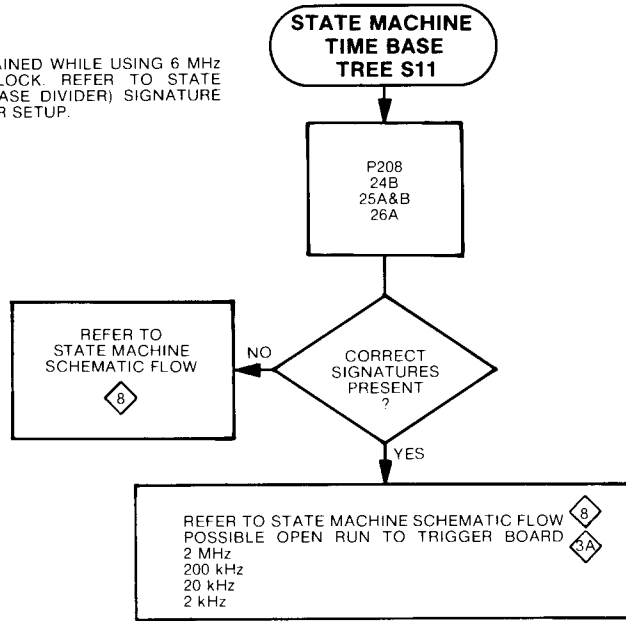 STATE MACHINE
TIME BASE
TREE S11
AINED WHILE USING 6 MHz
LOCK. REFER TO STATE
ASE DIVIDER) SIGNATURE
R SETUP.
P208
24B
25A&B
26A
CORRECT
SIGNATURES
PRESENT
?
NO
REFER TO
STATE MACHINE
SCHEMATIC FLOW
8
YES
REFER TO STATE MACHINE SCHEMATIC FLOW 8
POSSIBLE OPEN RUN TO TRIGGER BOARD 3A
2 MHz
200 kHz
20 kHz
2 kHz